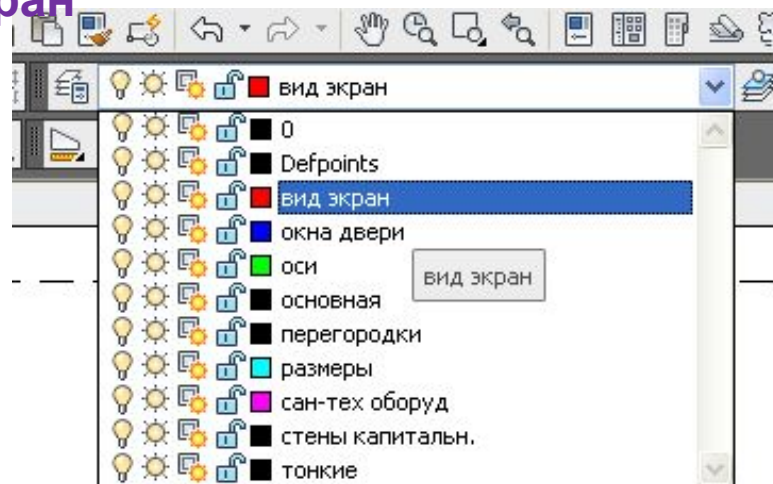 ран
вид экран
0
Defpoints
вид экран
окна двери
оси
вид экран
основная
перегородки
размеры
сан-тех оборуд
стены капитальн.
тонкие